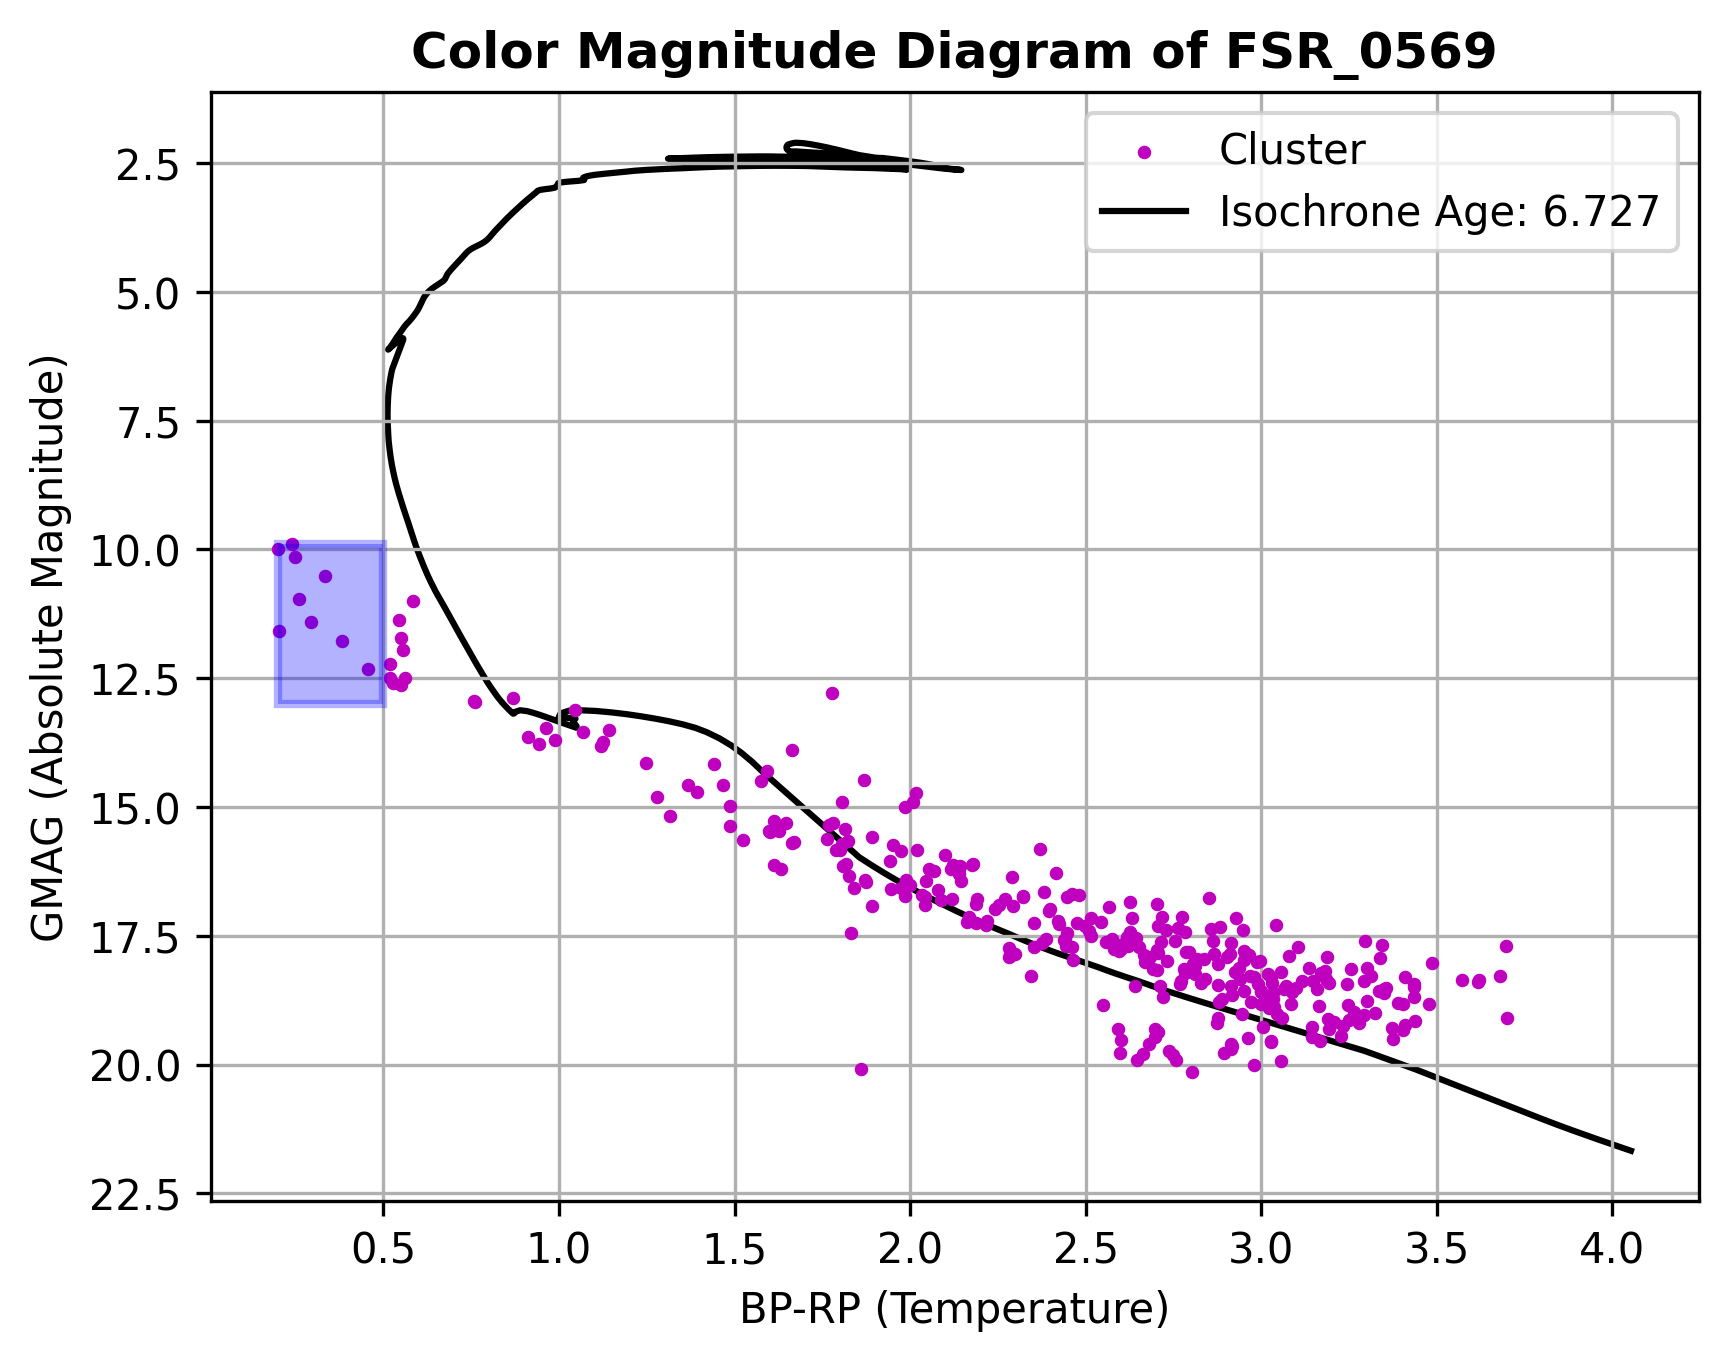 Color Magnitude Diagram of FSR_0569
Cluster
Isochrone Age: 6.727
GMAG (Absolute Magnitude)
2.5
5.0
7.5
10.0
12.5
15.0
17.5
20.0
22.5
0.5 1.0 1.5 2.0 2.5 3.0 3.5 4.0
BP-RP (Temperature)